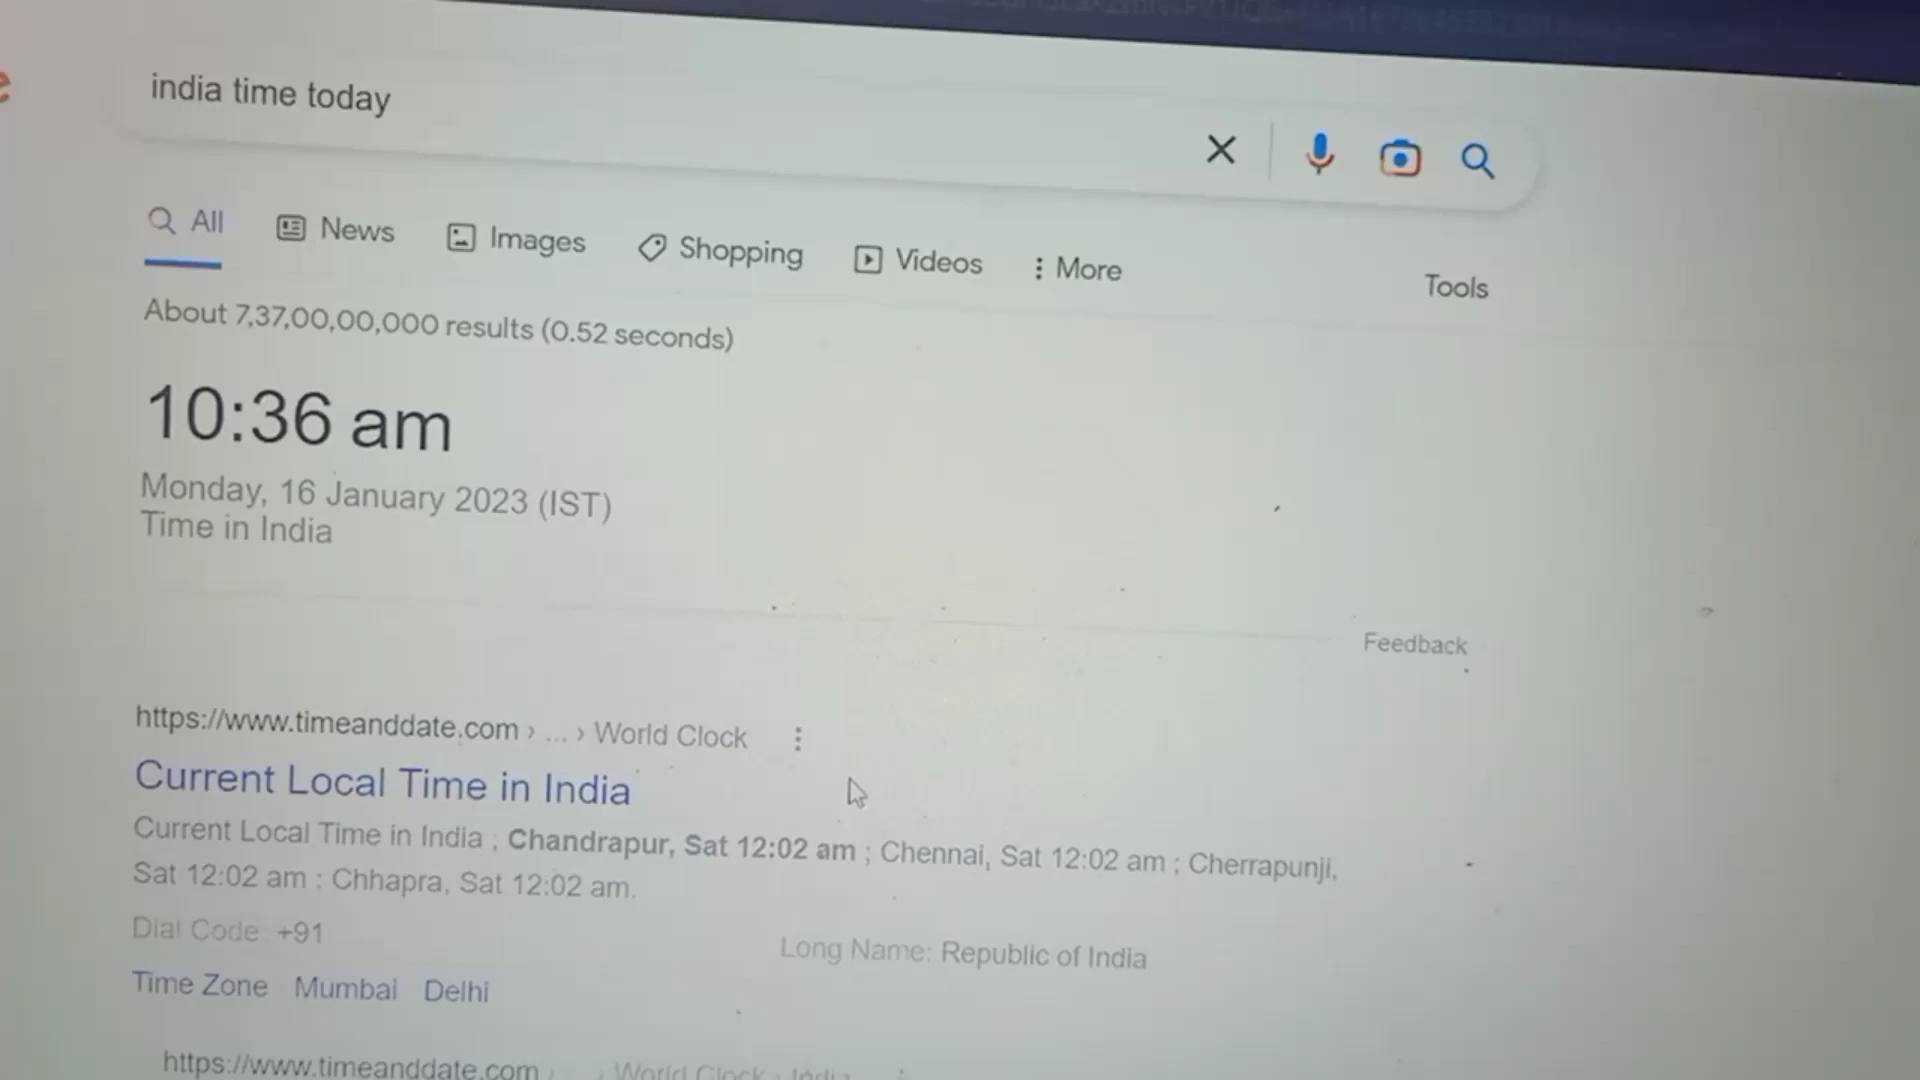 india time today
All News Images Shopping Videos More Tools
About 7,37,00,00,000 results (0.52 seconds)
10:36 am
Monday, 16 January 2023 (IST)
Time in India
Feedback
https://www.timeanddate.com › ... › World Clock
Current Local Time in India
Current Local Time in India ; Chandrapur, Sat 12:02 am ; Chennai, Sat 12:02 am ; Cherrapunji,
Sat 12:02 am ; Chhapra, Sat 12:02 am.
Dial Code: +91 Long Name: Republic of India
Time Zone Mumbai Delhi
https://www.timeanddate.com › World Clock › India